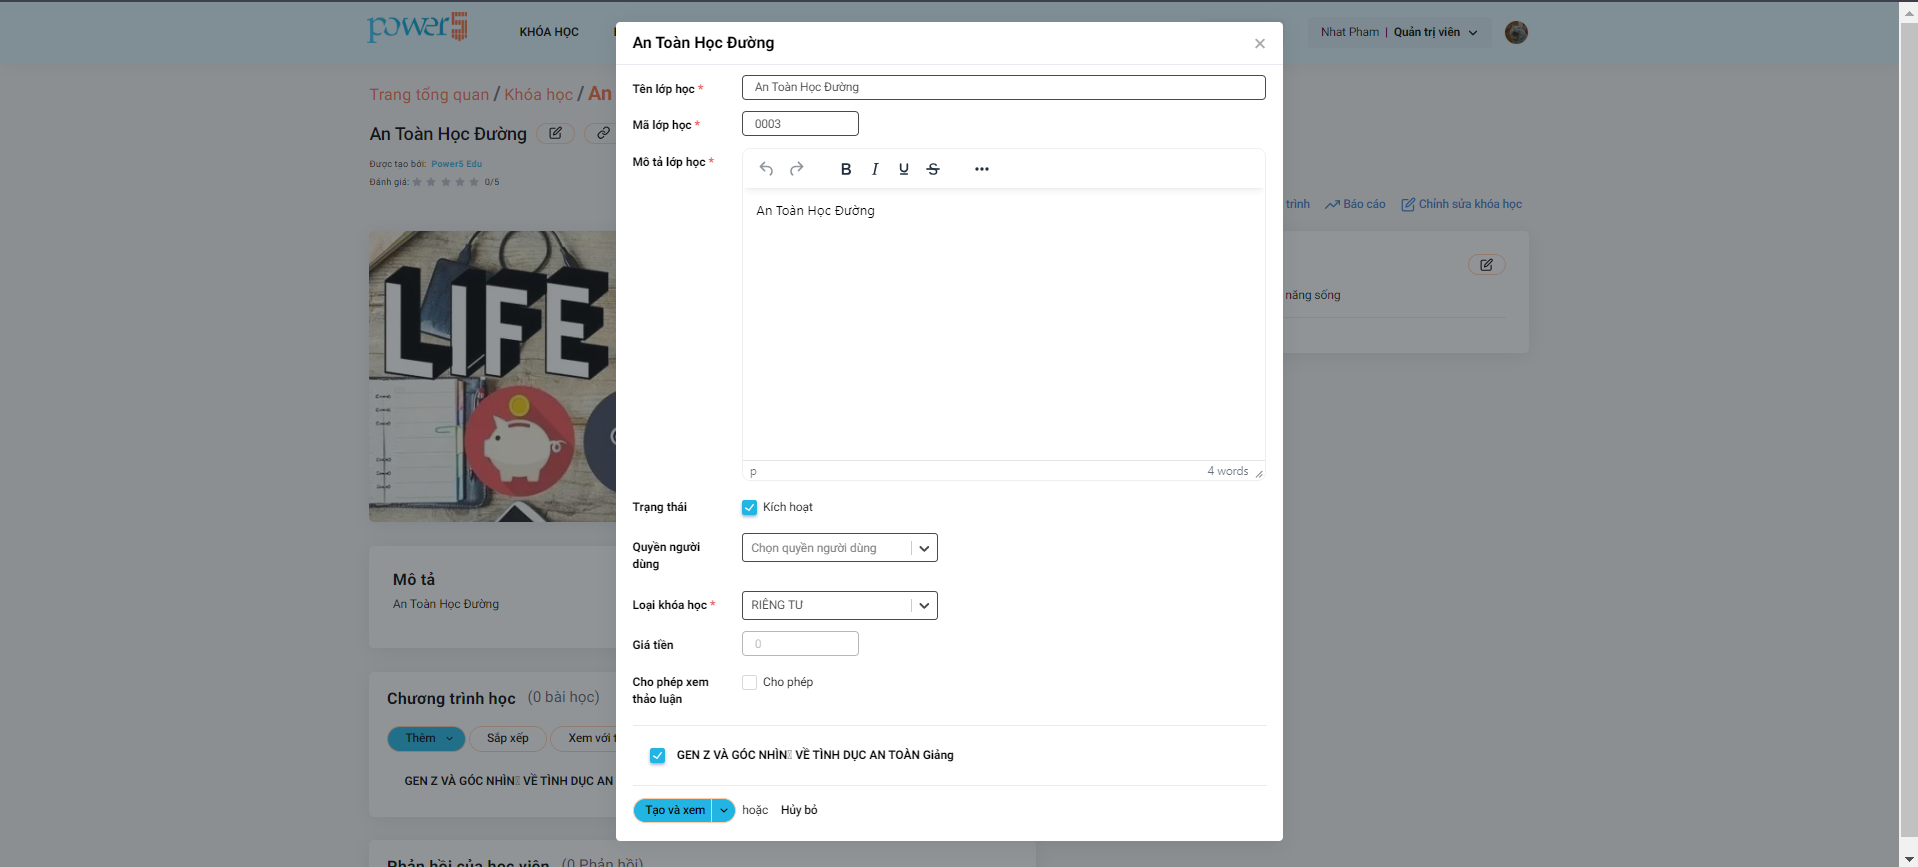 power5
KHÓA HỌC
Nhat Pham | Quản trị viên
Trang tổng quan / Khóa học / An
An Toàn Học Đường
Được tạo bởi: Power5 Edu
Đánh giá: 0/5
LIFE
Mô tả
An Toàn Học Đường
Chương trình học (0 bài học)
Thêm
Sắp xếp
Xem với
GEN Z VÀ GÓC NHÌN VỀ TÌNH DỤC AN
Phản hồi của học viên (0 Phản hồi)
An Toàn Học Đường
Tên lớp học *
An Toàn Học Đường
Mã lớp học *
0003
Mô tả lớp học *
B I U S
An Toàn Học Đường
p
4 words
Trạng thái
Kích hoạt
Quyền người
dùng
Chọn quyền người dùng
Loại khóa học *
RIÊNG TƯ
Giá tiền
0
Cho phép xem
thảo luận
Cho phép
GEN Z VÀ GÓC NHÌN VỀ TÌNH DỤC AN TOÀN Giảng
Tạo và xem
hoặc
Hủy bỏ
trình
Báo cáo
Chỉnh sửa khóa học
năng sống